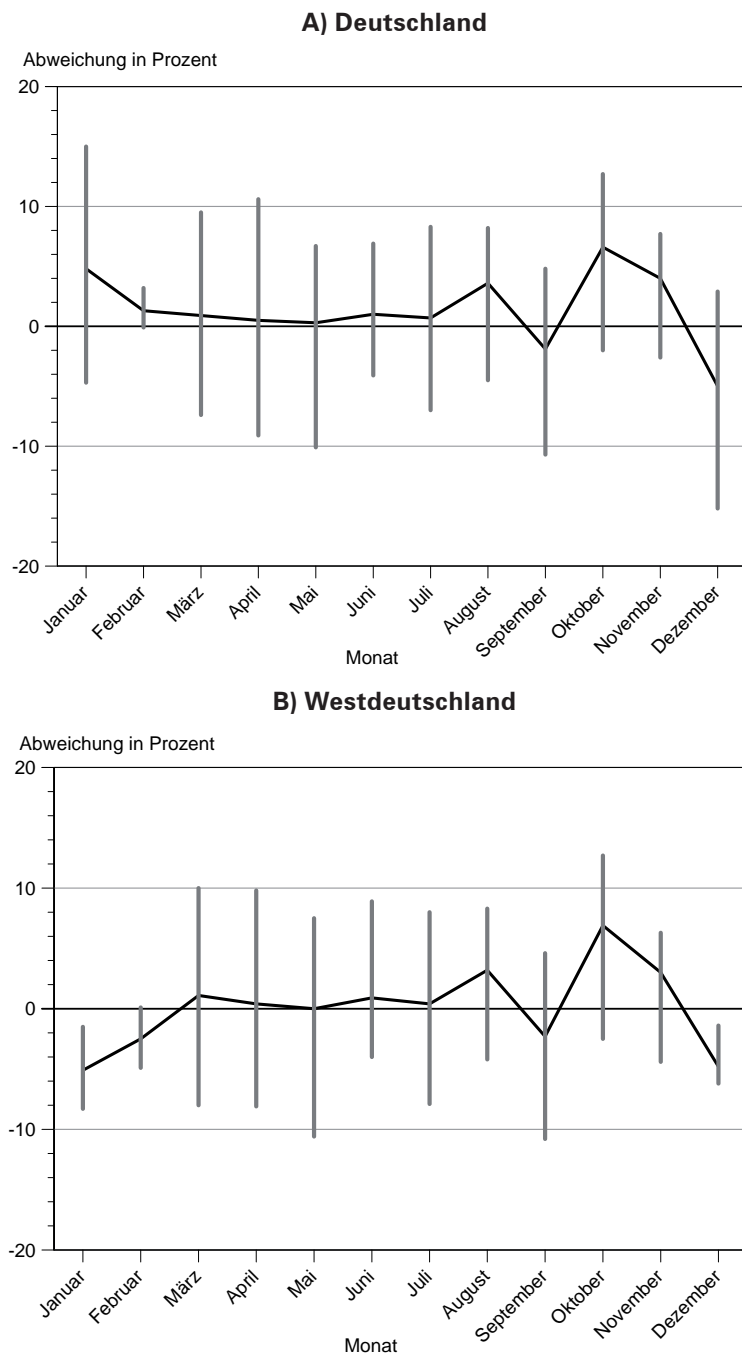 A) Deutschland
Abweichung in Prozent
20
10
0
-10
-20
Januar
Februar
März
April
Mai
Juni
Juli
August
September
Oktober
November
Dezember
Monat
B) Westdeutschland
Abweichung in Prozent
20
10
0
-10
-20
Januar
Februar
März
April
Mai
Juni
Juli
August
September
Oktober
November
Dezember
Monat